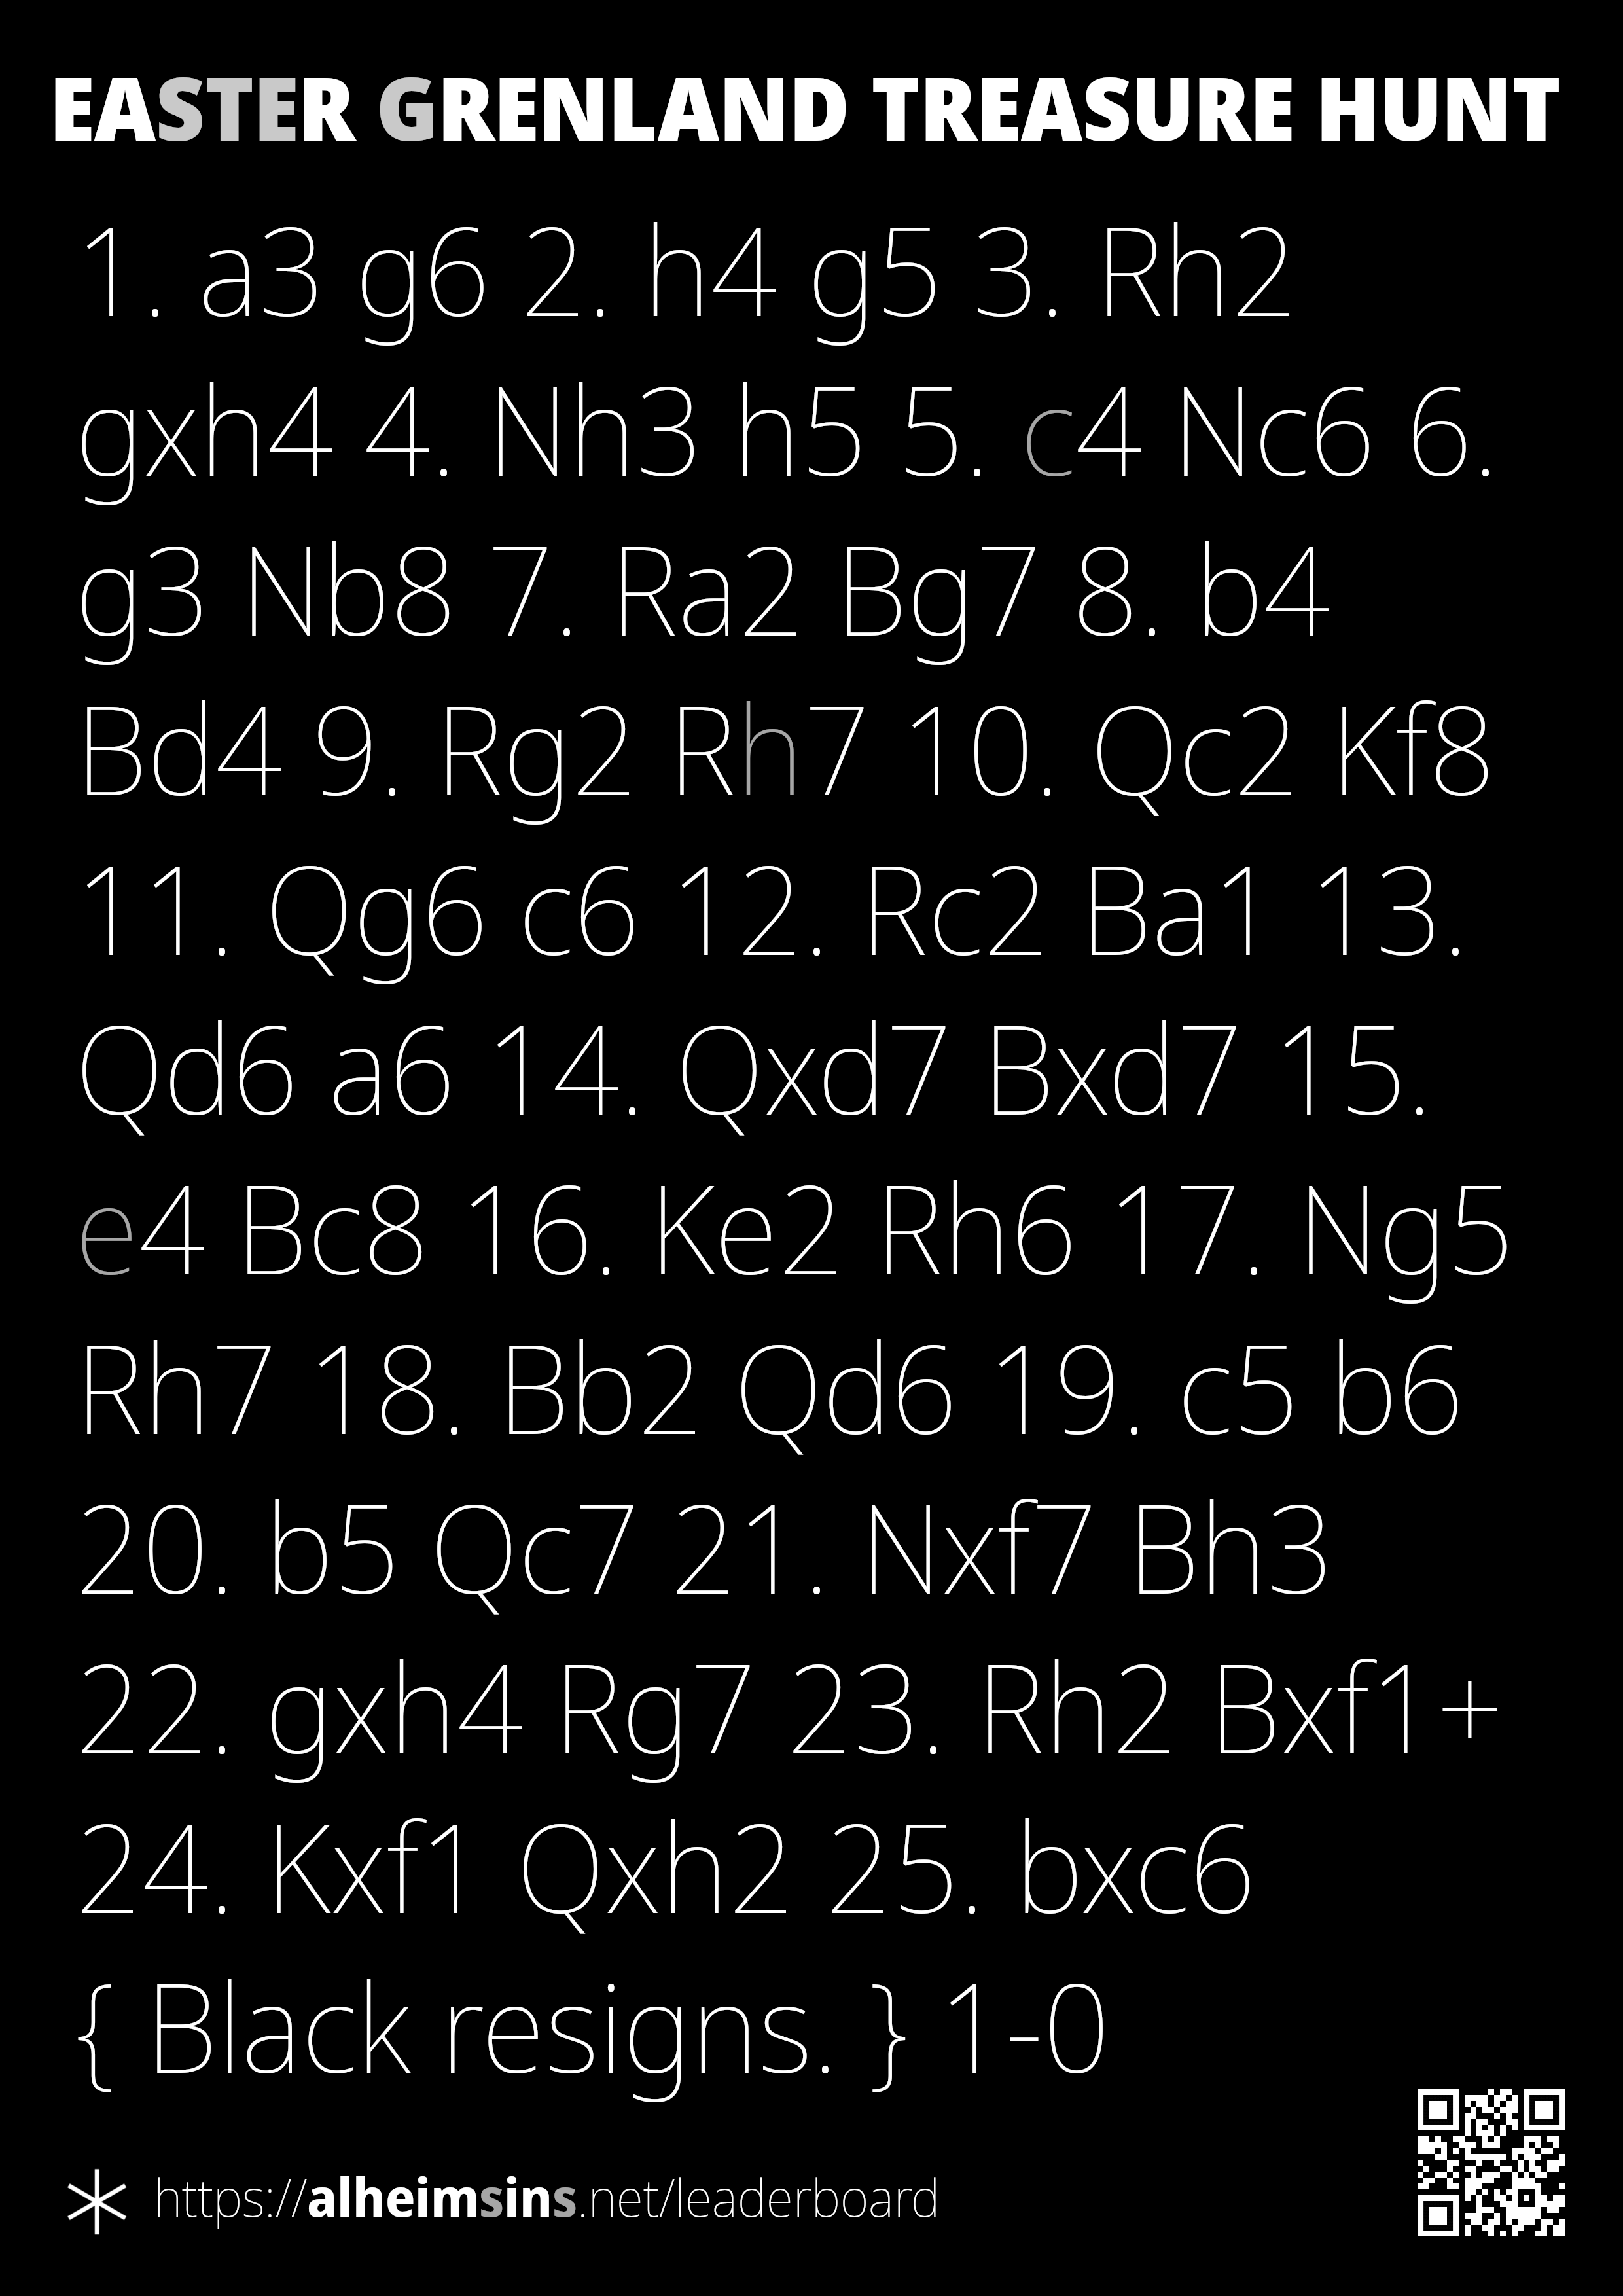 EASTER GRENLAND TREASURE HUNT
1. a3 g6 2. h4 g5 3. Rh2
gxh4 4. Nh3 h5 5. c4 Nc6 6.
g3 Nb8 7. Ra2 Bg7 8. b4
Bd4 9. Rg2 Rh7 10. Qc2 Kf8
11. Qg6 c6 12. Rc2 Ba1 13.
Qd6 a6 14. Qxd7 Bxd7 15.
e4 Bc8 16. Ke2 Rh6 17. Ng5
Rh7 18. Bb2 Qd6 19. c5 b6
20. b5 Qc7 21. Nxf7 Bh3
22. gxh4 Rg7 23. Rh2 Bxf1+
24. Kxf1 Qxh2 25. bxc6
{ Black resigns. } 1-0
* https://alheimsins.net/leaderboard